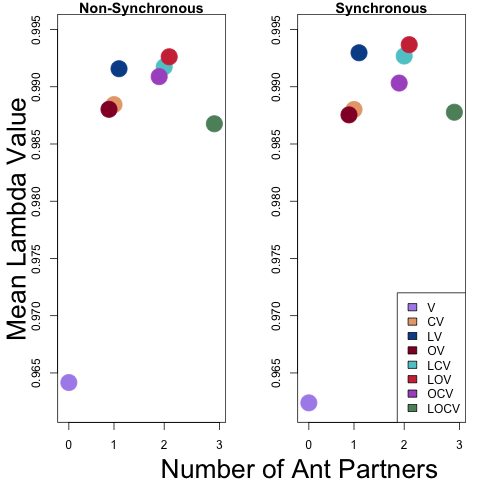 Non-Synchronous
Synchronous
Mean Lambda Value
0.995
0.990
0.985
0.980
0.975
0.970
0.965
0 1 2 3
0.995
0.990
0.985
0.980
0.975
0.970
0.965
0 1 2 3
V
CV
LV
OV
LCV
LOV
OCV
LOCV
Number of Ant Partners